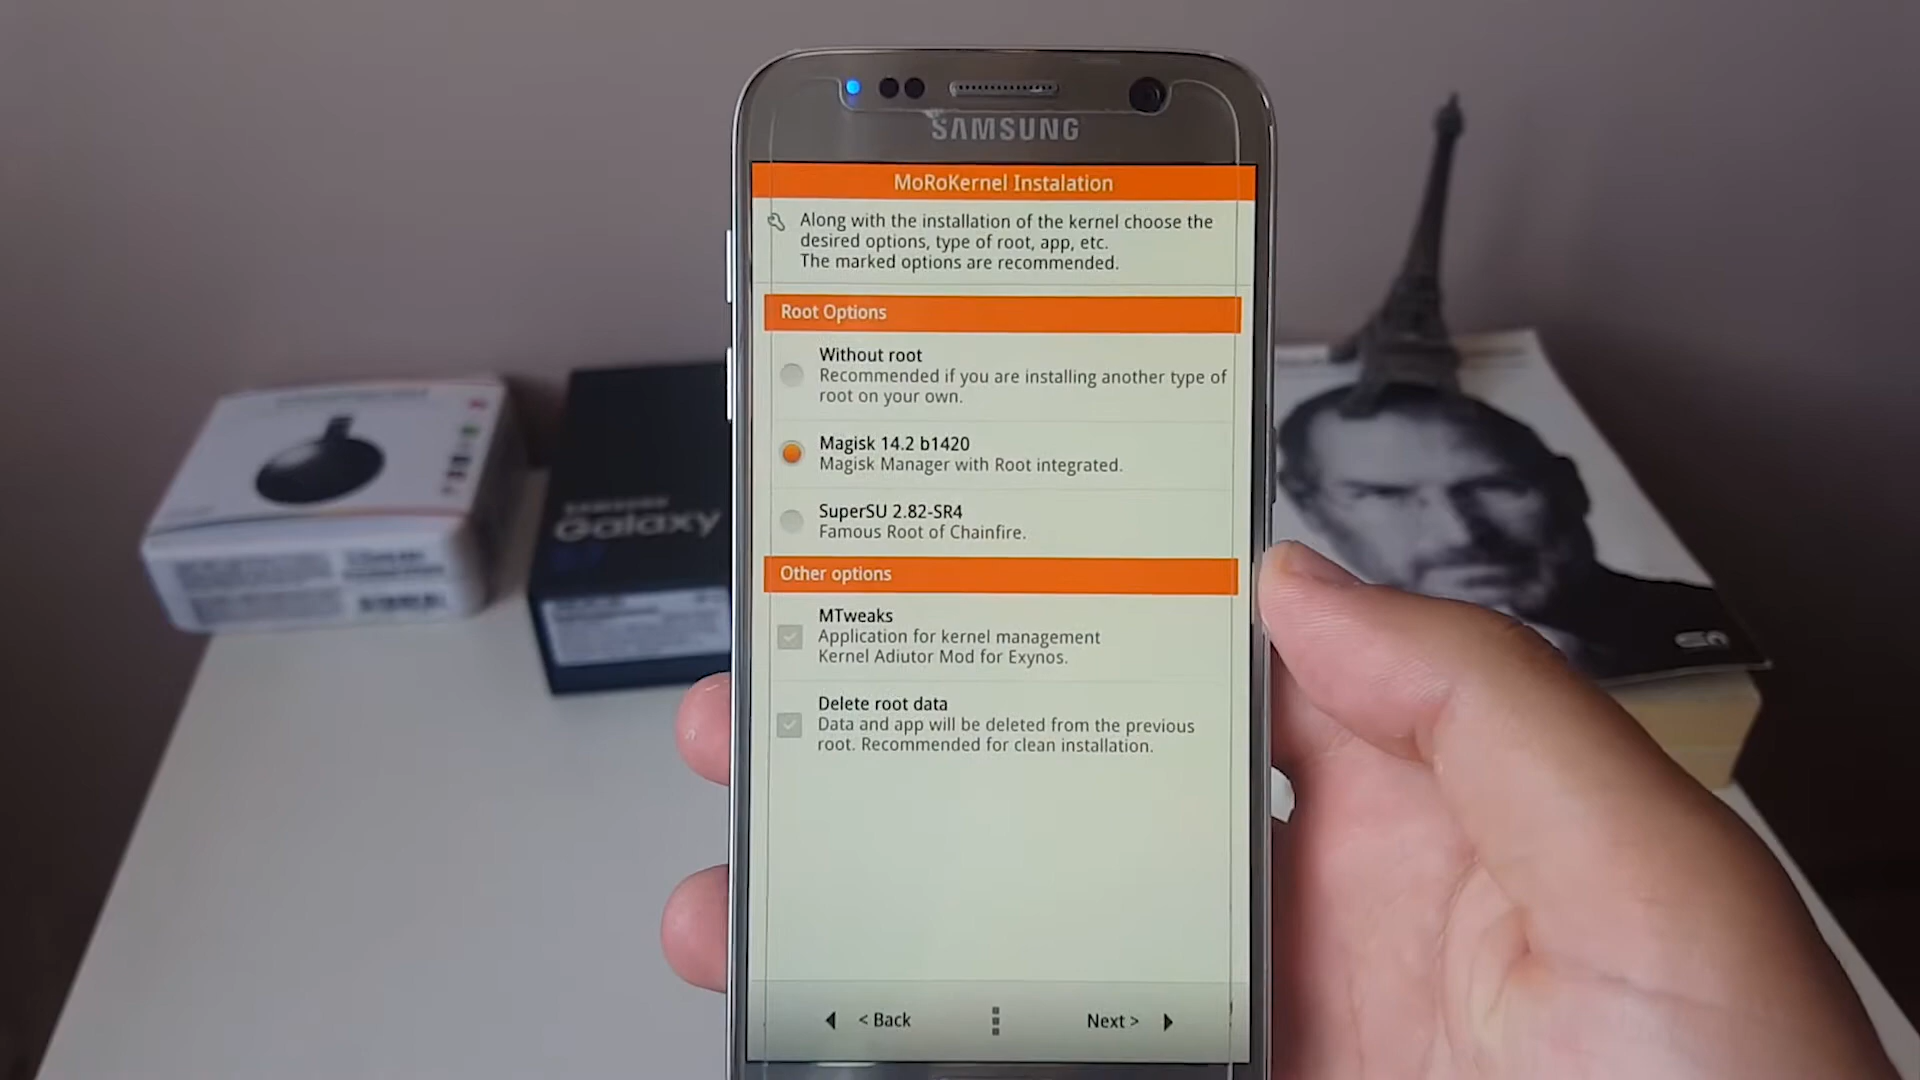 SAMSUNG
MoRoKernel Instalation
Along with the installation of the kernel choose the
desired options, type of root, app, etc.
The marked options are recommended.
Root Options
Without root
Recommended if you are installing another type of
root on your own.
Magisk 14.2 b1420
Magisk Manager with Root integrated.
SuperSU 2.82-SR4
Famous Root of Chainfire.
Other options
MTweaks
Application for kernel management
Kernel Adiutor Mod for Exynos.
Delete root data
Data and app will be deleted from the previous
root. Recommended for clean installation.
< Back
Next >
SAMSUNG
Galaxy